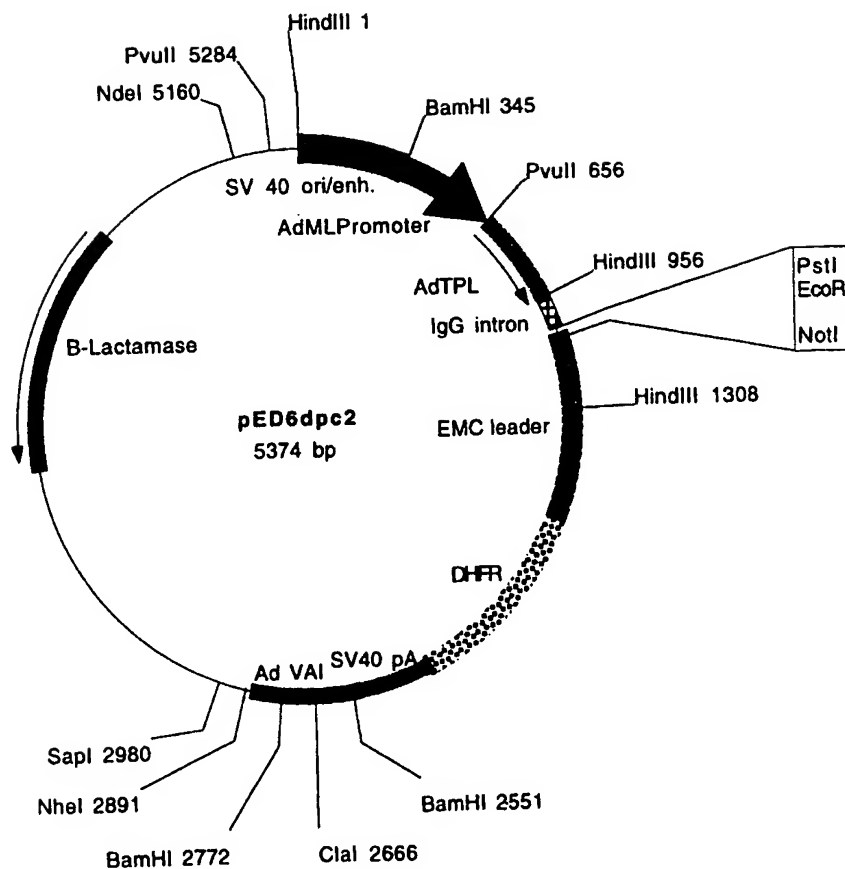 HindIII 1
PvuII 5284
NdeI 5160
BamHI 345
PvuII 656
SV 40 ori/enh.
AdMLPromoter
HindIII 956
PstI
EcoR
NotI
AdTPL
IgG intron
B-Lactamase
HindIII 1308
pED6dpc2
5374 bp
EMC leader
DHFR
SV40 pA
Ad VAI
SapI 2980
NheI 2891
BamHI 2772
ClaI 2666
BamHI 2551